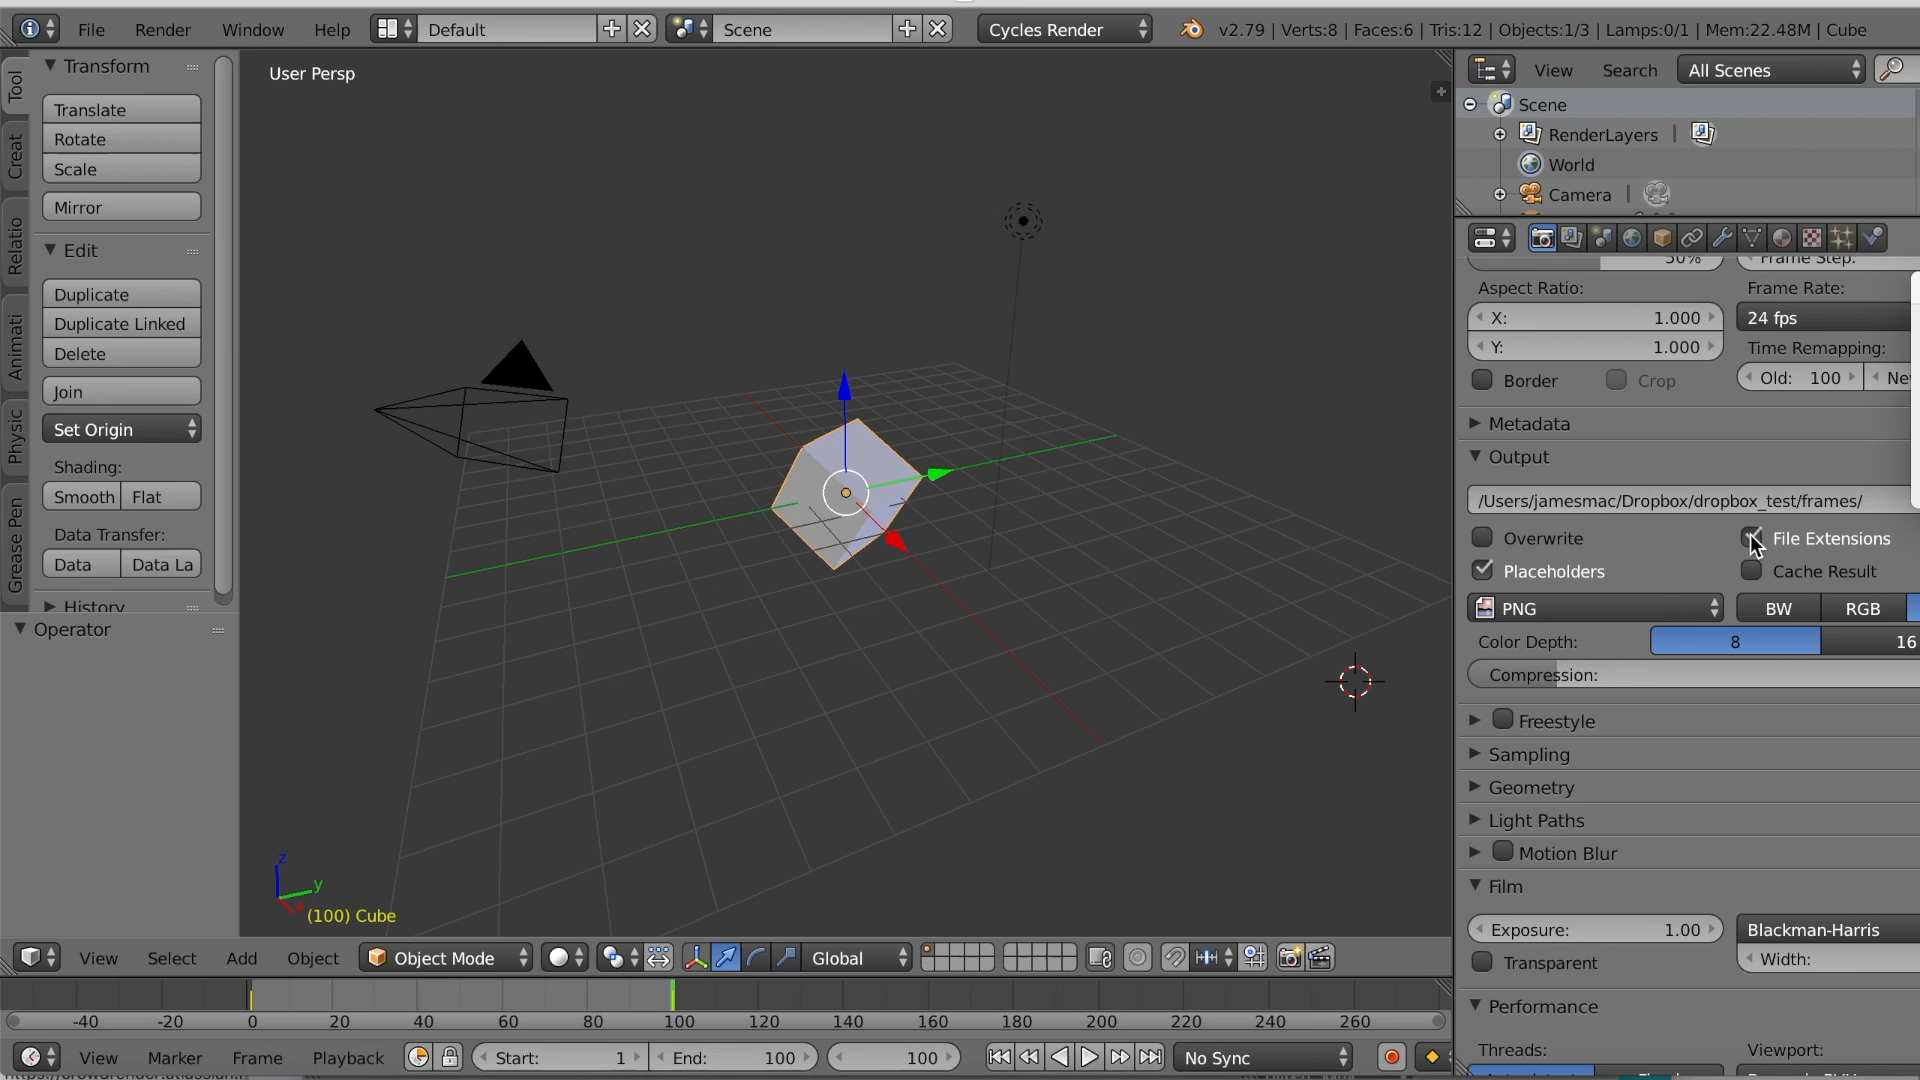 File Render Window Help Default Scene Cycles Render v2.79 | Verts:8 | Faces:6 | Tris:12 | Objects:1/3 | Lamps:0/1 | Mem:22.48M | Cube
Tool
Creat
Relatio
Animati
Physic
Grease Pen
Transform
Translate
Rotate
Scale
Mirror
Edit
Duplicate
Duplicate Linked
Delete
Join
Set Origin
Shading:
Smooth Flat
Data Transfer:
Data Data La
History
Operator
User Persp
z
y
x
(100) Cube
View Search All Scenes
Scene
RenderLayers |
World
Camera |
50% Frame Step:
Aspect Ratio: Frame Rate:
X: 1.000 24 fps
Y: 1.000 Time Remapping:
Border Crop Old: 100 Ne
Metadata
Output
/Users/jamesmac/Dropbox/dropbox_test/frames/
Overwrite File Extensions
Placeholders Cache Result
PNG BW RGB
Color Depth: 8 16
Compression:
Freestyle
Sampling
Geometry
Light Paths
Motion Blur
Film
Exposure: 1.00 Blackman-Harris
Transparent Width:
Performance
Threads: Viewport:
View Select Add Object Object Mode Global
-40 -20 0 20 40 60 80 100 120 140 160 180 200 220 240 260
View Marker Frame Playback Start: 1 End: 100 100 No Sync